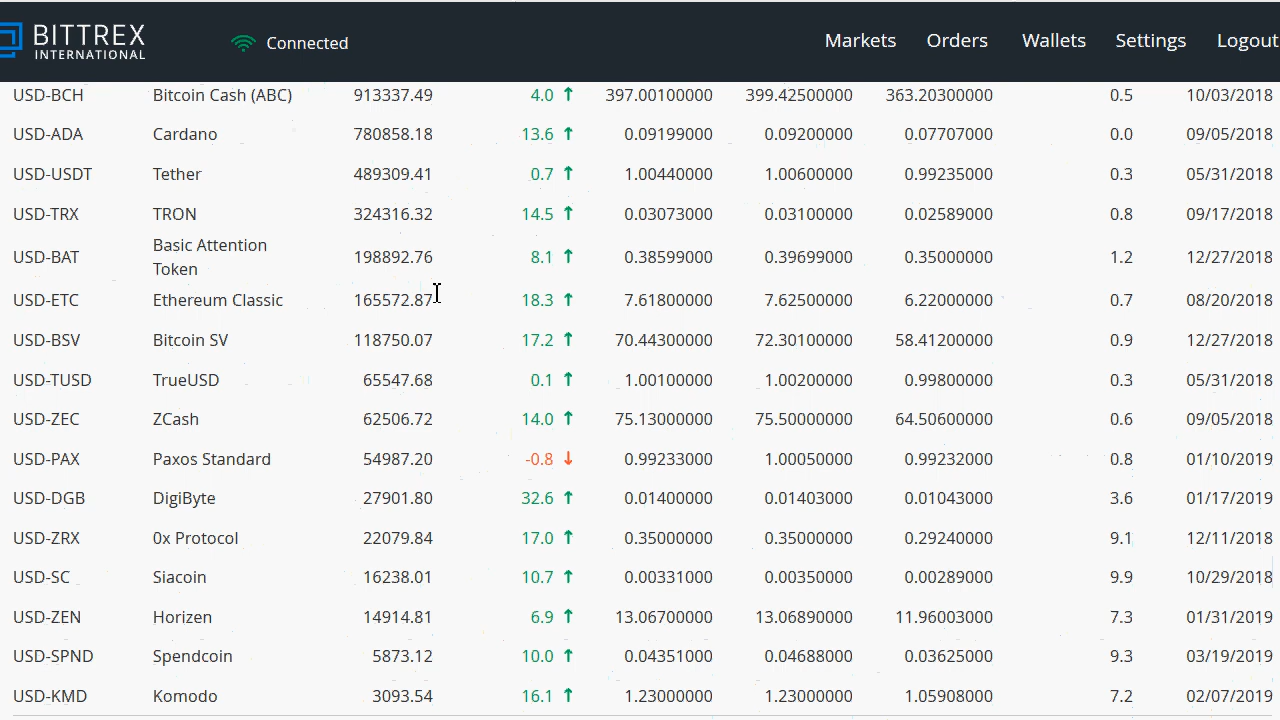 BITTREX
INTERNATIONAL
Connected
Markets Orders Wallets Settings Logout
USD-BCH Bitcoin Cash (ABC) 913337.49 4.0 ↑ 397.00100000 399.42500000 363.20300000 0.5 10/03/2018
USD-ADA Cardano 780858.18 13.6 ↑ 0.09199000 0.09200000 0.07707000 0.0 09/05/2018
USD-USDT Tether 489309.41 0.7 ↑ 1.00440000 1.00600000 0.99235000 0.3 05/31/2018
USD-TRX TRON 324316.32 14.5 ↑ 0.03073000 0.03100000 0.02589000 0.8 09/17/2018
USD-BAT Basic Attention Token 198892.76 8.1 ↑ 0.38599000 0.39699000 0.35000000 1.2 12/27/2018
USD-ETC Ethereum Classic 165572.87 18.3 ↑ 7.61800000 7.62500000 6.22000000 0.7 08/20/2018
USD-BSV Bitcoin SV 118750.07 17.2 ↑ 70.44300000 72.30100000 58.41200000 0.9 12/27/2018
USD-TUSD TrueUSD 65547.68 0.1 ↑ 1.00100000 1.00200000 0.99800000 0.3 05/31/2018
USD-ZEC ZCash 62506.72 14.0 ↑ 75.13000000 75.50000000 64.50600000 0.6 09/05/2018
USD-PAX Paxos Standard 54987.20 -0.8 ↓ 0.99233000 1.00050000 0.99232000 0.8 01/10/2019
USD-DGB DigiByte 27901.80 32.6 ↑ 0.01400000 0.01403000 0.01043000 3.6 01/17/2019
USD-ZRX 0x Protocol 22079.84 17.0 ↑ 0.35000000 0.35000000 0.29240000 9.1 12/11/2018
USD-SC Siacoin 16238.01 10.7 ↑ 0.00331000 0.00350000 0.00289000 9.9 10/29/2018
USD-ZEN Horizen 14914.81 6.9 ↑ 13.06700000 13.06890000 11.96003000 7.3 01/31/2019
USD-SPND Spendcoin 5873.12 10.0 ↑ 0.04351000 0.04688000 0.03625000 9.3 03/19/2019
USD-KMD Komodo 3093.54 16.1 ↑ 1.23000000 1.23000000 1.05908000 7.2 02/07/2019